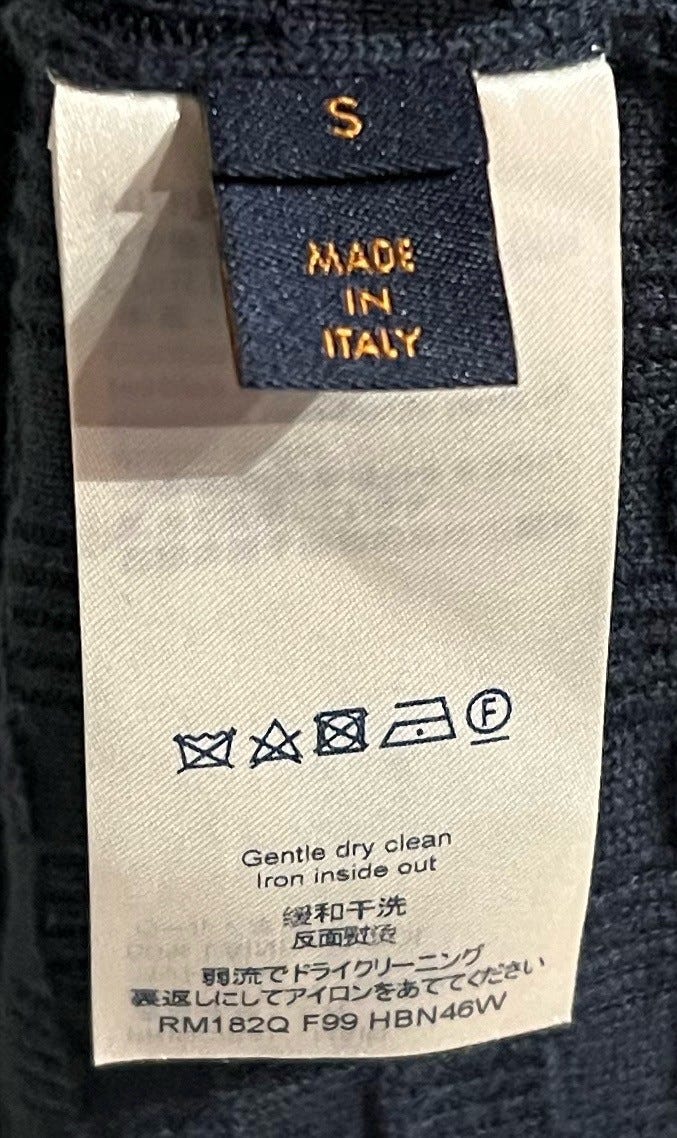 S
MADE
IN
ITALY
F
Gentle dry clean
Iron inside out
缓和干洗
反面熨烫
弱流でドライクリーニング
裏返しにしてアイロンをあててください
RM182Q F99 HBN46W